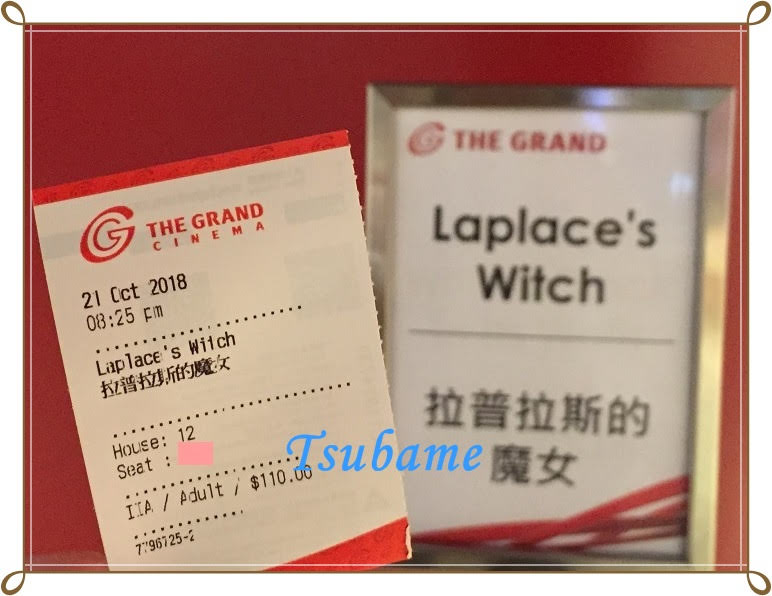 THE GRAND
CINEMA
21 Oct 2018
08:25 pm
Laplace's Witch
拉普拉斯的魔女
House: 12
Seat :
IIA / Adult / $110.00
7796725-2
THE GRAND
Laplace's
Witch
拉普拉斯的
魔女
Tsubame